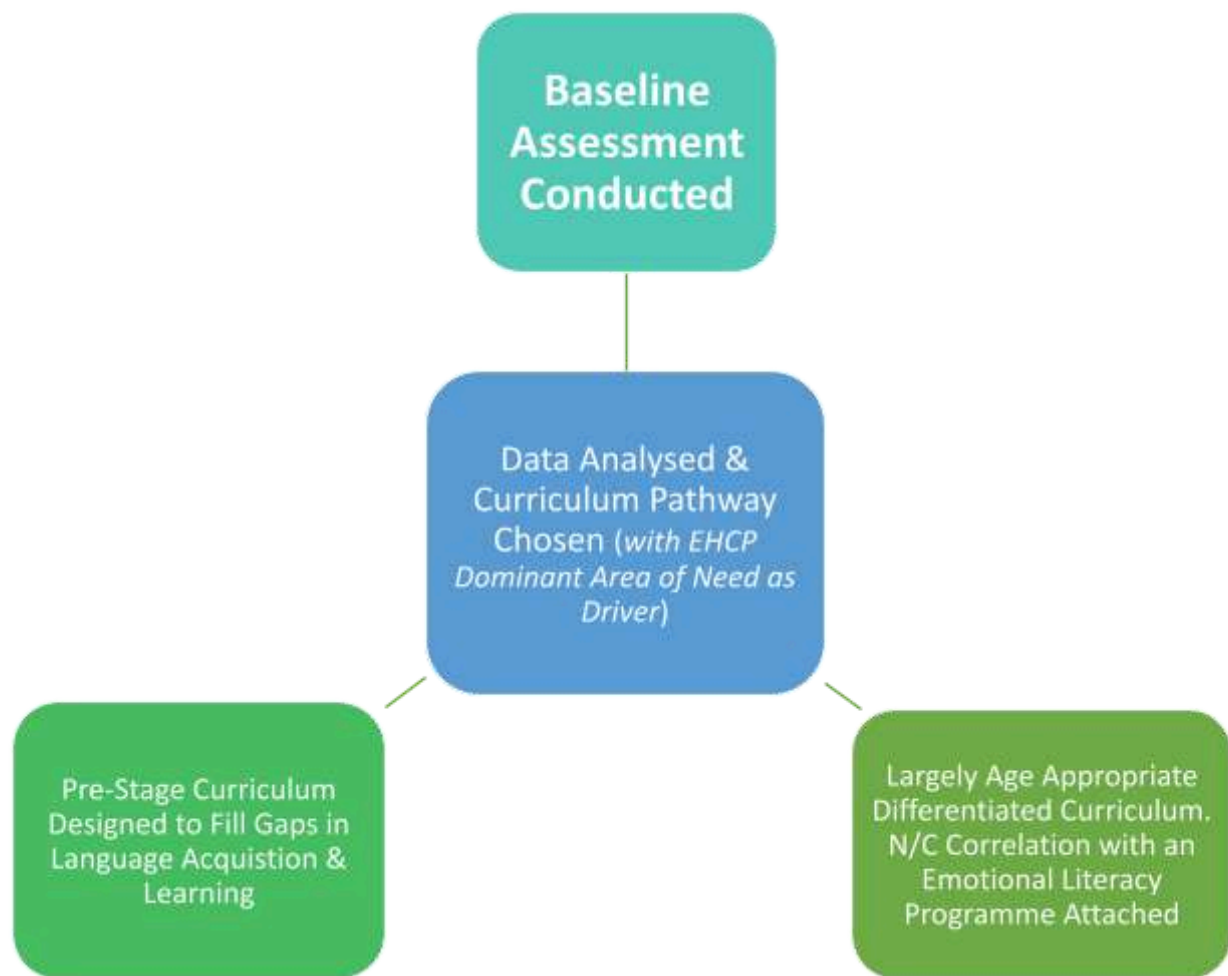 Baseline
Assessment
Conducted
Data Analysed &
Curriculum Pathway
Chosen (with EHCP
Dominant Area of Need as
Driver)
Pre-Stage Curriculum
Designed to Fill Gaps in
Language Acquistion &
Learning
Largely Age Appropriate
Differentiated Curriculum.
N/C Correlation with an
Emotional Literacy
Programme Attached